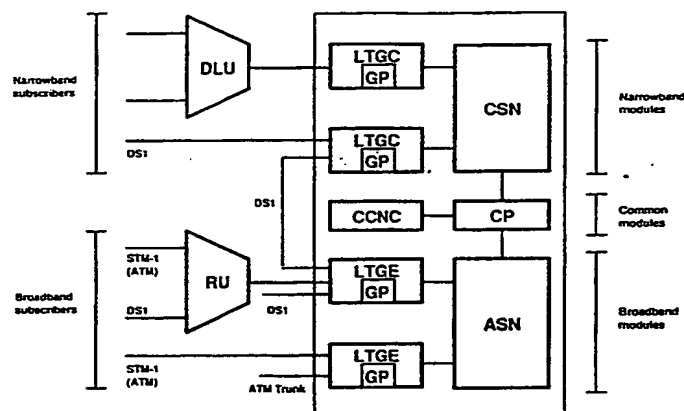 Narrowband
subscribers
DLU
DS1
LTGC
GP
LTGC
GP
CSN
Narrowband
modules
DS1
CCNC
CP
Common
modules
Broadband
subscribers
STM-1
(ATM)
DS1
RU
DS1
LTGE
GP
STM-1
(ATM)
ATM Trunk
LTGE
GP
ASN
Broadband
modules